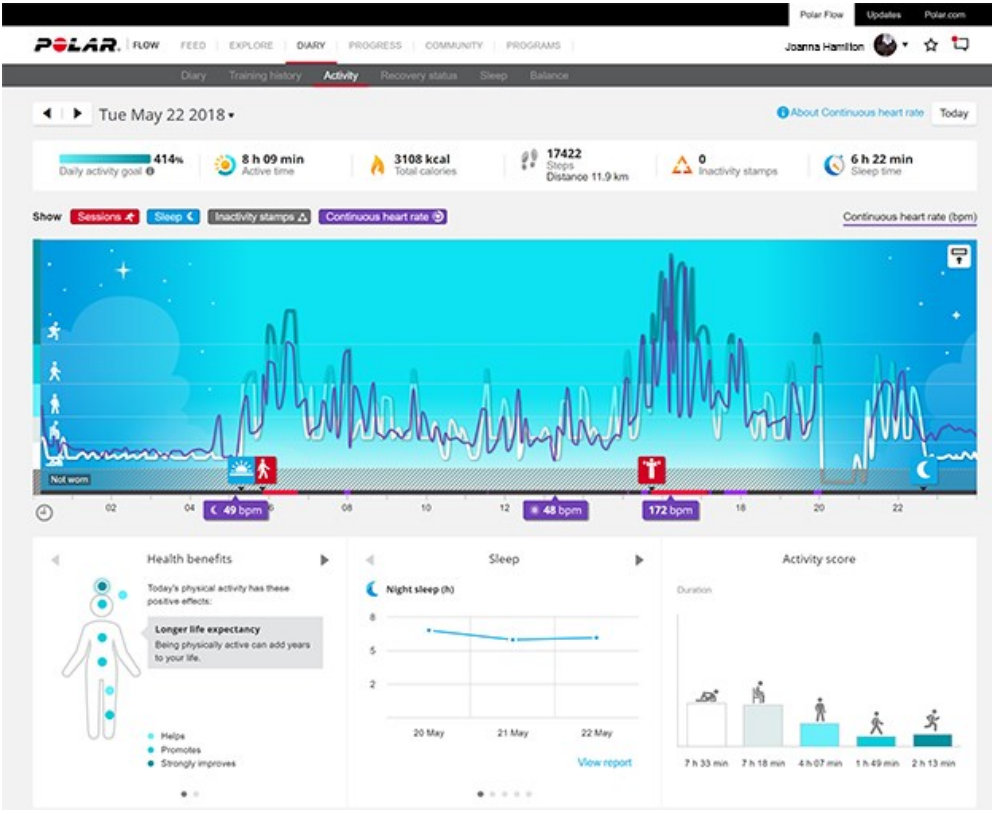 Polar Flow Updates Polar.com
POLAR. FLOW FEED EXPLORE DIARY PROGRESS COMMUNITY PROGRAMS Joanna Hamilton
Diary Training history Activity Recovery status Sleep Balance
Tue May 22 2018 About Continuous heart rate Today
414% 8 h 09 min 3108 kcal 17422 0 6 h 22 min
Daily activity goal Active time Total calories Steps Inactivity stamps Sleep time
Distance 11.9 km
Show Sessions Sleep Inactivity stamps Continuous heart rate Continuous heart rate (bpm)
Not worn
02 04 49 bpm 6 08 10 12 48 bpm 172 bpm 18 20 22
Health benefits
Today's physical activity has these
positive effects:
Longer life expectancy
Being physically active can add years
to your life.
Helps
Promotes
Strongly improves
Sleep
Night sleep (h)
8
5
2
20 May 21 May 22 May
View report
Activity score
Duration
7 h 33 min 7 h 18 min 4 h 07 min 1 h 49 min 2 h 13 min